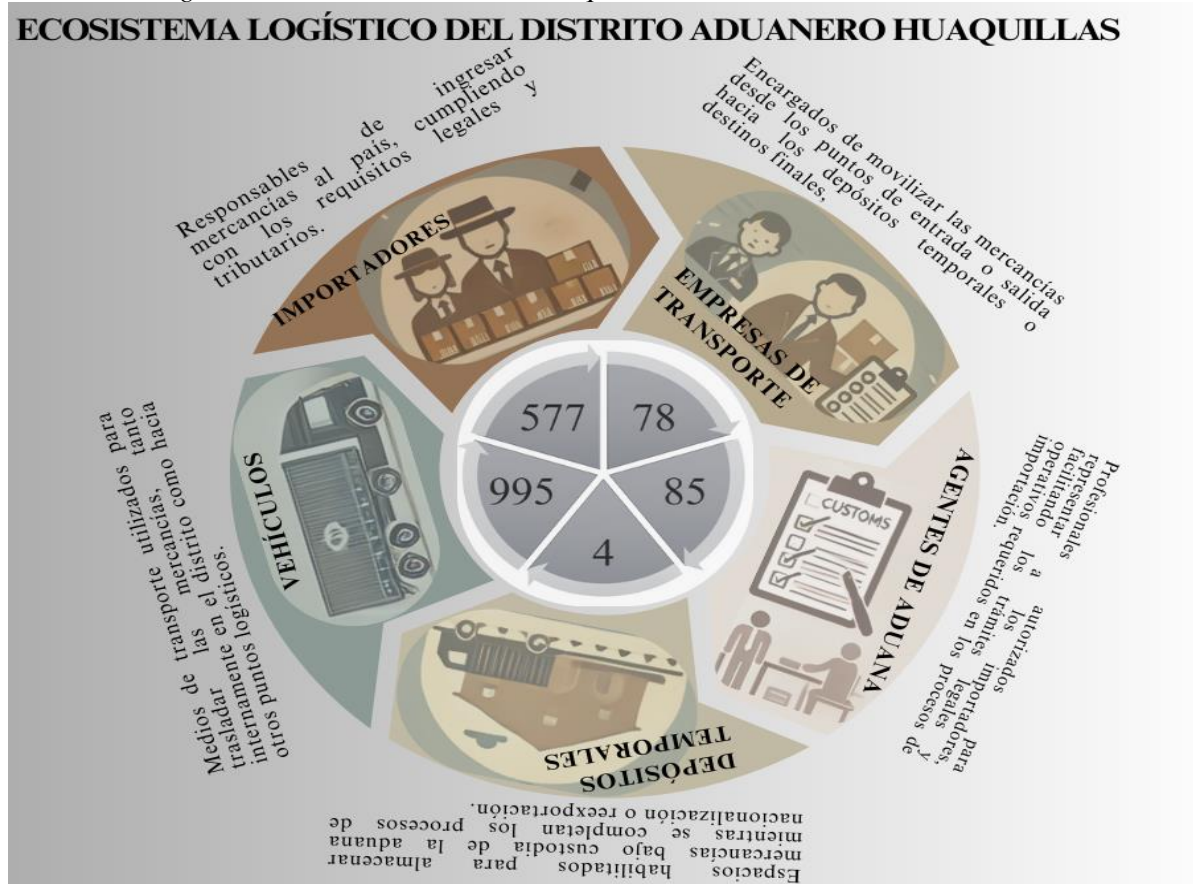 ECOSISTEMA LOGÍSTICO DEL DISTRITO ADUANERO HUAQUILLAS
Responsables de ingresar
mercancías al país, cumpliendo
con los requisitos legales y
tributarios.
IMPORTADORES
Encargados de movilizar las mercancías
desde los puntos de entrada o salida
hacia los depósitos temporales o
destinos finales,
EMPRESAS DE
TRANSPORTE
Profesionales autorizados para
representar a los importadores,
facilitando trámites legales y
operativos requeridos en los procesos de
importación.
AGENTES DE ADUANA
CUSTOMS
Espacios habilitados para almacenar
mercancías bajo custodia de la aduana
mientras se completan los procesos de
nacionalización o reexportación.
DEPÓSITOS
TEMPORALES
Medios de transporte utilizados para
trasladar las mercancías, tanto
internamente en el distrito como hacia
otros puntos logísticos.
VEHÍCULOS
577
78
995
85
4